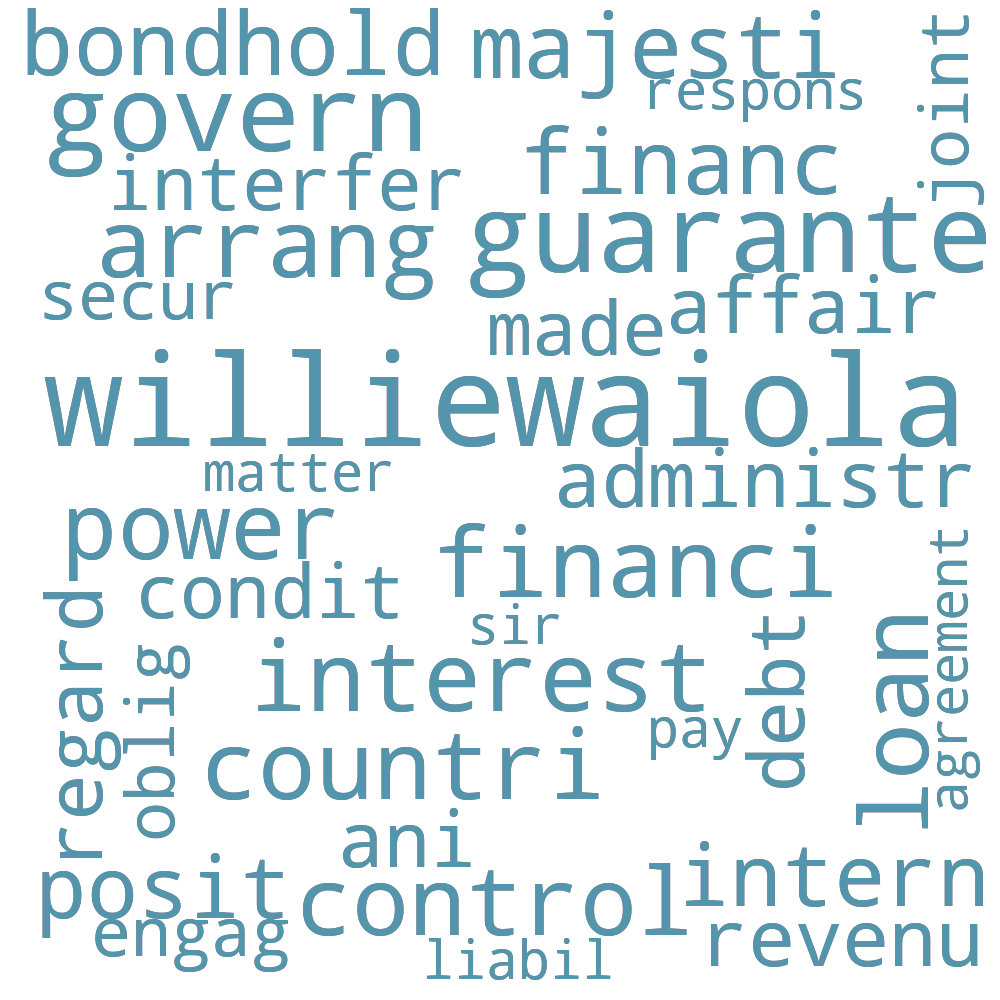 bondhold
majesti
respons
joint
govern
interfer
financ
arrang
guarante
secur
made
affair
williewaiola
matter
administr
power
condit
financi
agreement
regard
oblig
sir
interest
debt
loan
pay
countri
ani
posit
control
intern
engag
revenu
liabil